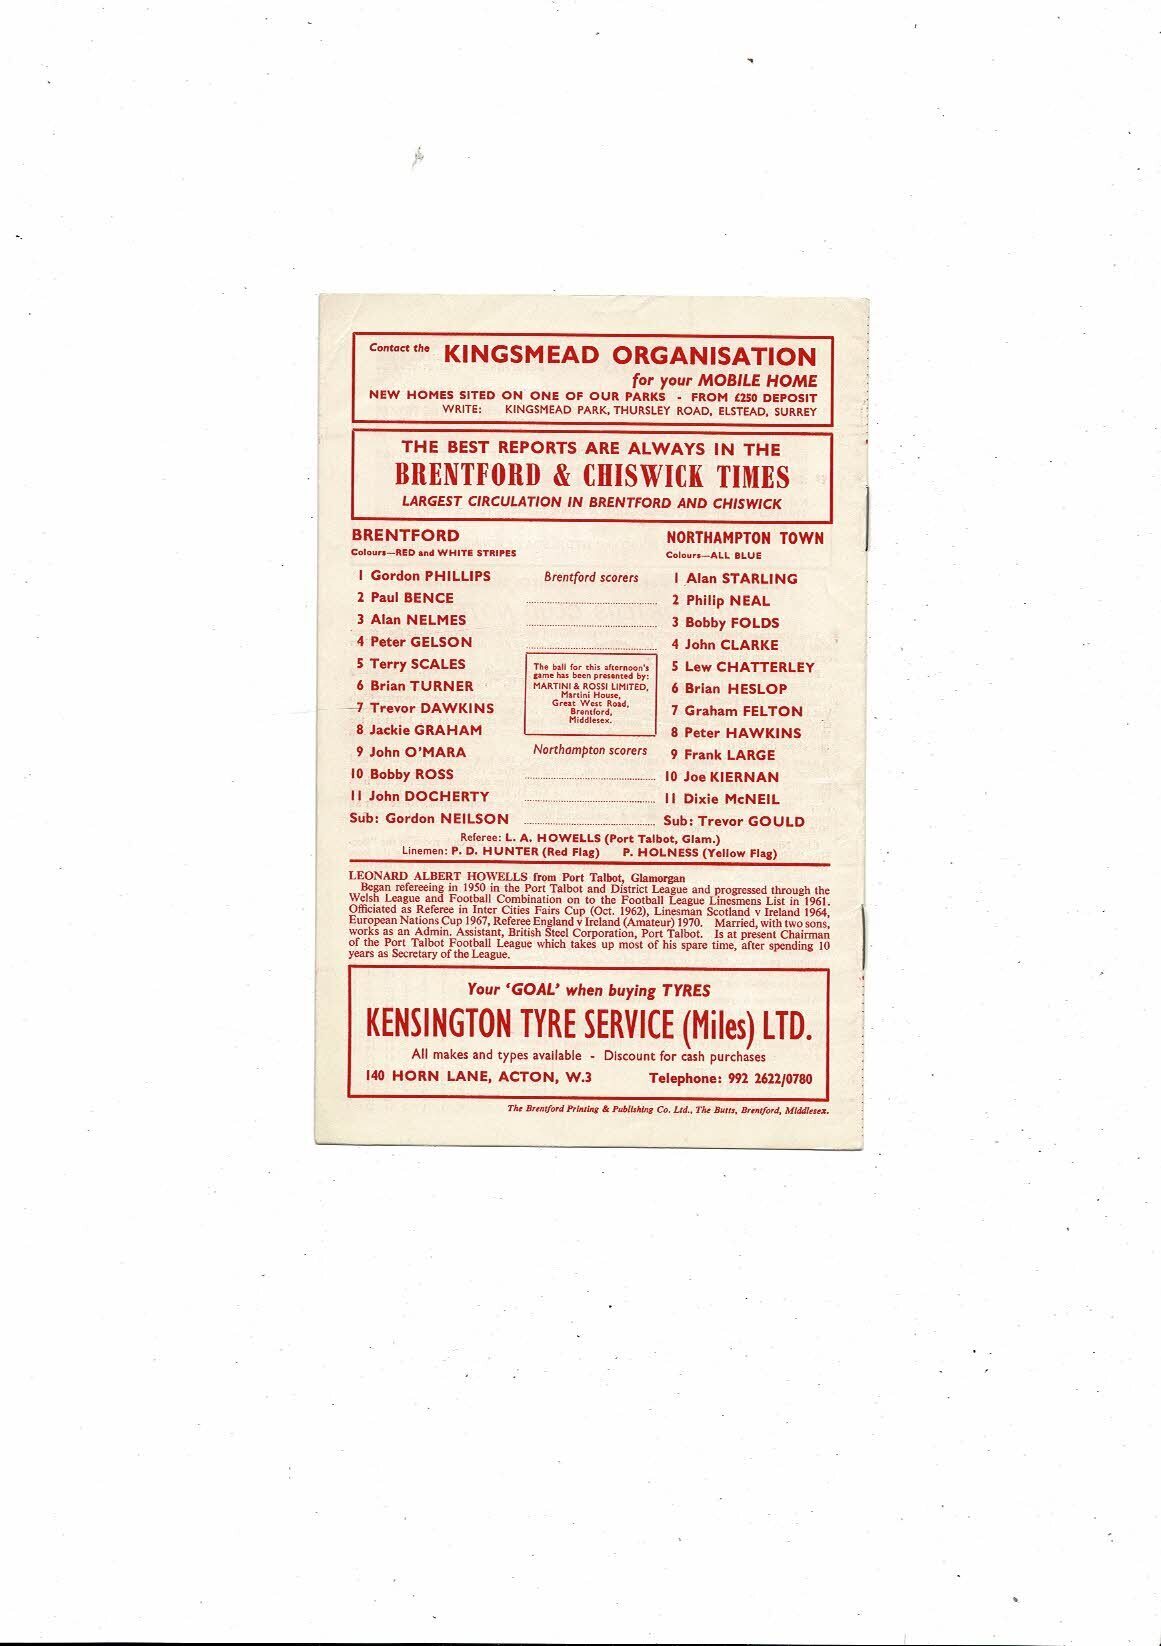 Contact the KINGSMEAD ORGANISATION
for your MOBILE HOME
NEW HOMES SITED ON ONE OF OUR PARKS - FROM £250 DEPOSIT
WRITE: KINGSMEAD PARK, THURSLEY ROAD, ELSTEAD, SURREY
THE BEST REPORTS ARE ALWAYS IN THE
BRENTFORD & CHISWICK TIMES
LARGEST CIRCULATION IN BRENTFORD AND CHISWICK
BRENTFORD
Colours—RED and WHITE STRIPES
1 Gordon PHILLIPS
2 Paul BENCE
3 Alan NELMES
4 Peter GELSON
5 Terry SCALES
6 Brian TURNER
7 Trevor DAWKINS
8 Jackie GRAHAM
9 John O'MARA
10 Bobby ROSS
11 John DOCHERTY
Sub: Gordon NEILSON
Brentford scorers
The ball for this afternoon's
game has been presented by:
MARTINI & ROSSI LIMITED,
Martini House,
Great West Road,
Brentford,
Middlesex.
Northampton scorers
NORTHAMPTON TOWN
Colours—ALL BLUE
1 Alan STARLING
2 Philip NEAL
3 Bobby FOLDS
4 John CLARKE
5 Lew CHATTERLEY
6 Brian HESLOP
7 Graham FELTON
8 Peter HAWKINS
9 Frank LARGE
10 Joe KIERNAN
11 Dixie McNEIL
Sub: Trevor GOULD
Referee: L. A. HOWELLS (Port Talbot, Glam.)
Linemen: P. D. HUNTER (Red Flag) P. HOLNESS (Yellow Flag)
LEONARD ALBERT HOWELLS from Port Talbot, Glamorgan
Began refereeing in 1950 in the Port Talbot and District League and progressed through the
Welsh League and Football Combination on to the Football League Linesmens List in 1961.
Officiated as Referee in Inter Cities Fairs Cup (Oct. 1962), Linesman Scotland v Ireland 1964,
European Nations Cup 1967, Referee England v Ireland (Amateur) 1970. Married, with two sons,
works as an Admin. Assistant, British Steel Corporation, Port Talbot. Is at present Chairman
of the Port Talbot Football League which takes up most of his spare time, after spending 10
years as Secretary of the League.
Your 'GOAL' when buying TYRES
KENSINGTON TYRE SERVICE (Miles) LTD.
All makes and types available - Discount for cash purchases
140 HORN LANE, ACTON, W.3 Telephone: 992 2622/0780
The Brentford Printing & Publishing Co. Ltd., The Butts, Brentford, Middlesex.